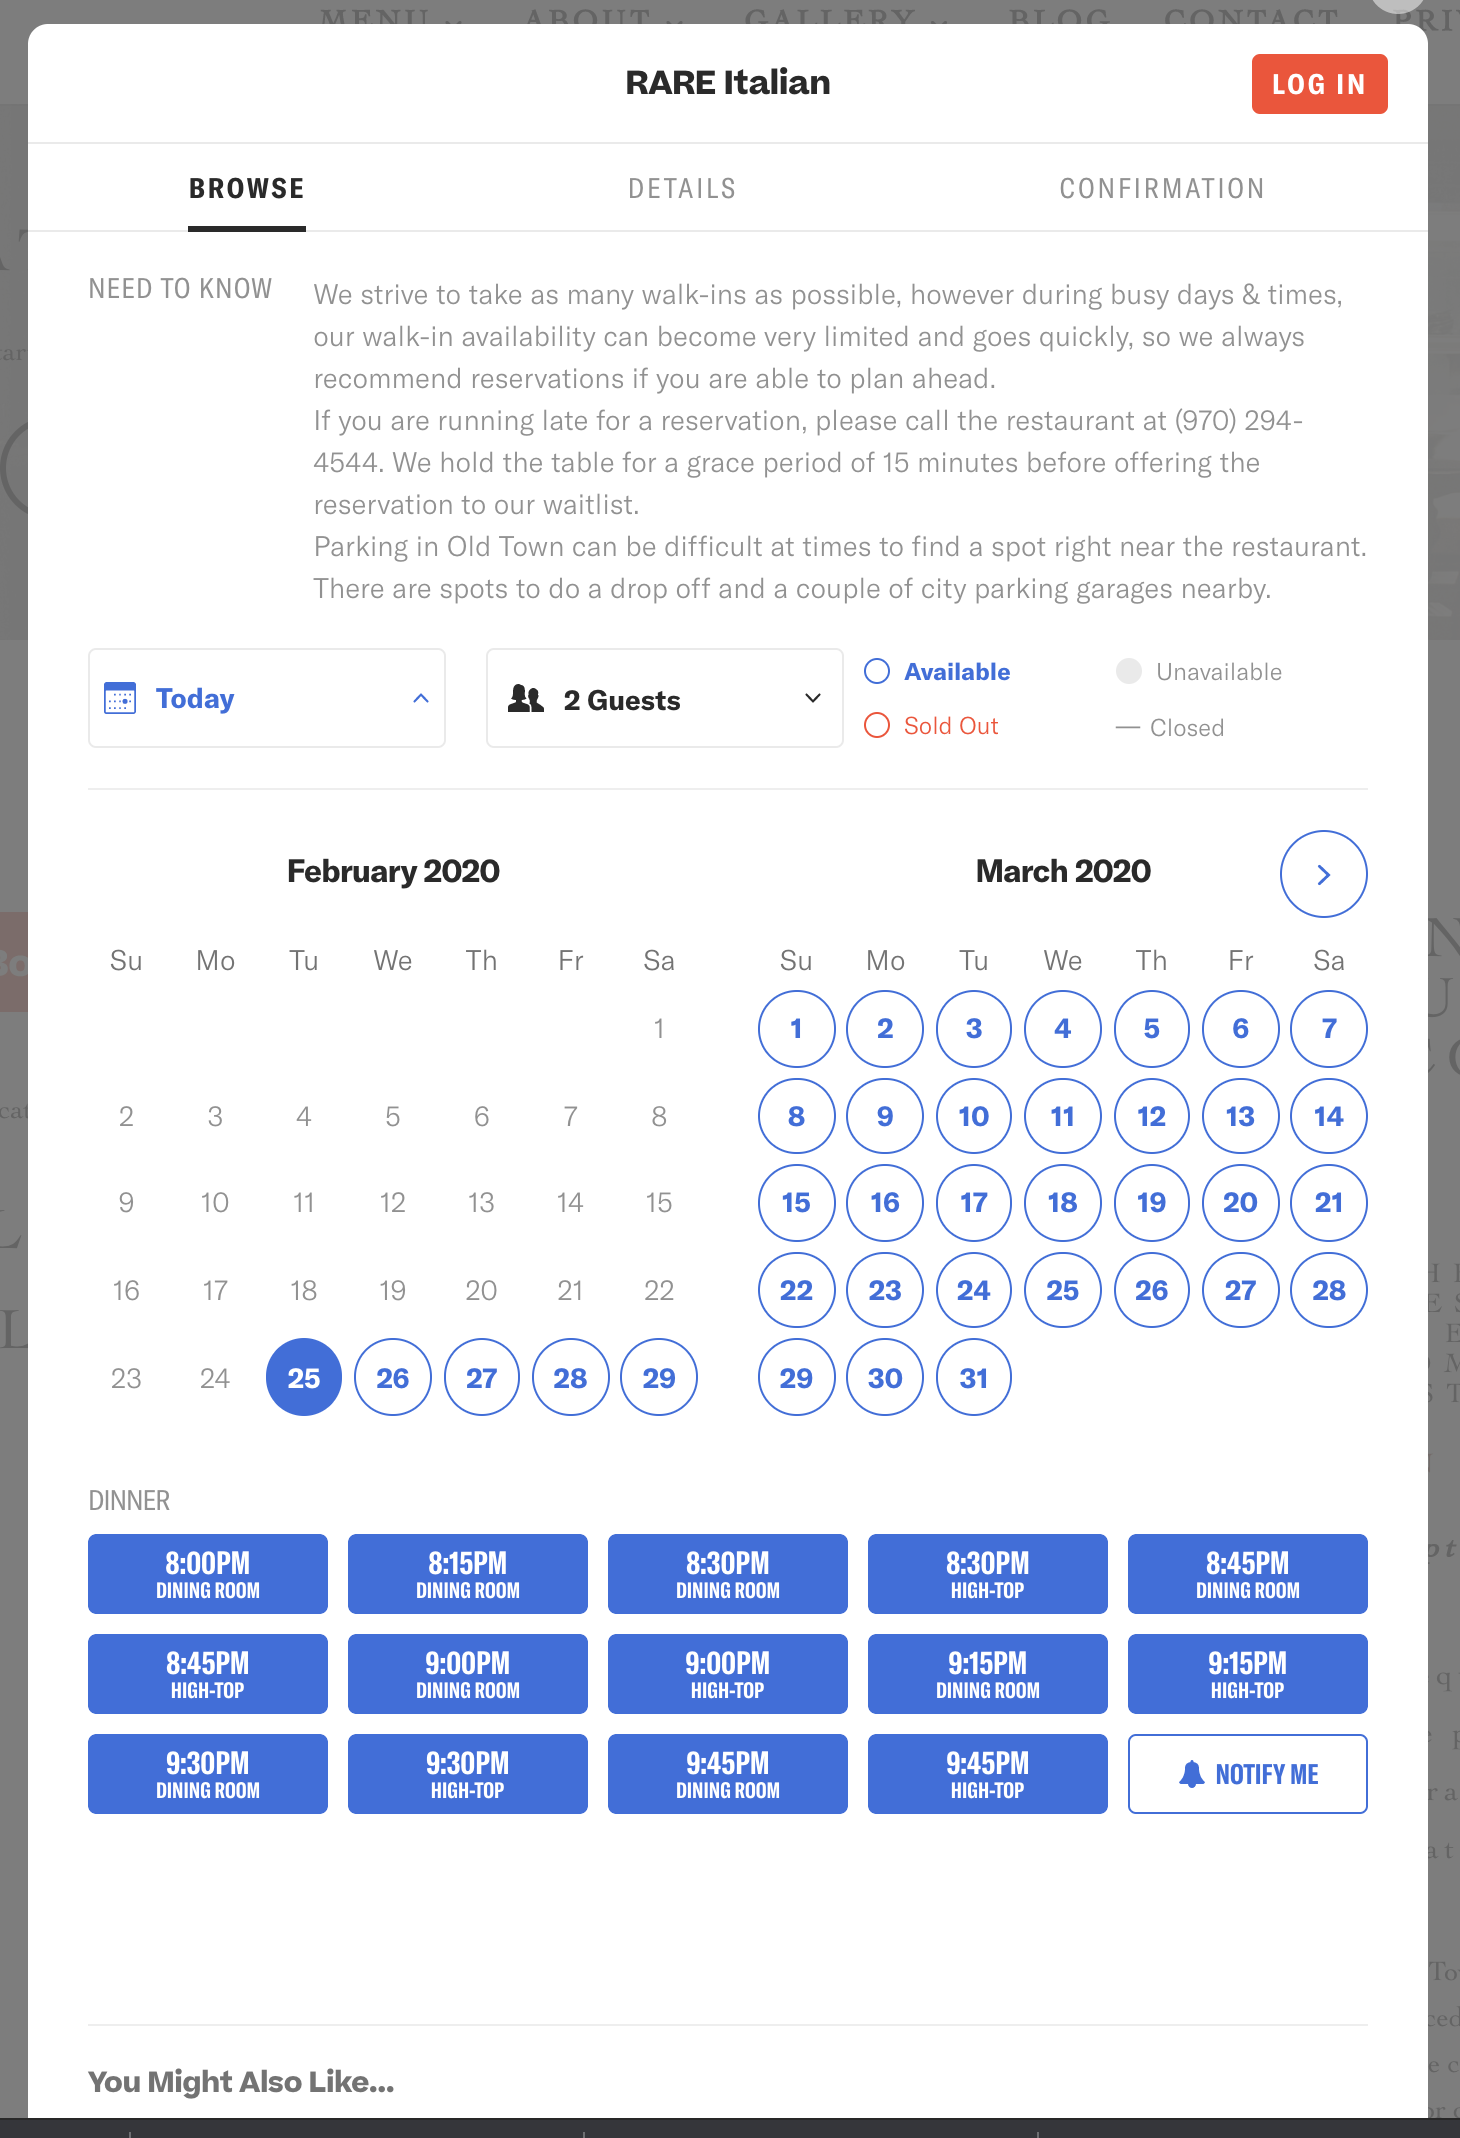 MENU ABOUT GALLERY BLOG CONTACT
RARE Italian
LOG IN
BROWSE DETAILS CONFIRMATION
NEED TO KNOW
We strive to take as many walk-ins as possible, however during busy days & times,
our walk-in availability can become very limited and goes quickly, so we always
recommend reservations if you are able to plan ahead.
If you are running late for a reservation, please call the restaurant at (970) 294-
4544. We hold the table for a grace period of 15 minutes before offering the
reservation to our waitlist.
Parking in Old Town can be difficult at times to find a spot right near the restaurant.
There are spots to do a drop off and a couple of city parking garages nearby.
Today
2 Guests
Available
Unavailable
Sold Out
— Closed
February 2020
Su Mo Tu We Th Fr Sa
1
2 3 4 5 6 7 8
9 10 11 12 13 14 15
16 17 18 19 20 21 22
23 24 25 26 27 28 29
March 2020
Su Mo Tu We Th Fr Sa
1 2 3 4 5 6 7
8 9 10 11 12 13 14
15 16 17 18 19 20 21
22 23 24 25 26 27 28
29 30 31
DINNER
8:00PM
DINING ROOM
8:15PM
DINING ROOM
8:30PM
DINING ROOM
8:30PM
HIGH-TOP
8:45PM
DINING ROOM
8:45PM
HIGH-TOP
9:00PM
DINING ROOM
9:00PM
HIGH-TOP
9:15PM
DINING ROOM
9:15PM
HIGH-TOP
9:30PM
DINING ROOM
9:30PM
HIGH-TOP
9:45PM
DINING ROOM
9:45PM
HIGH-TOP
NOTIFY ME
You Might Also Like...